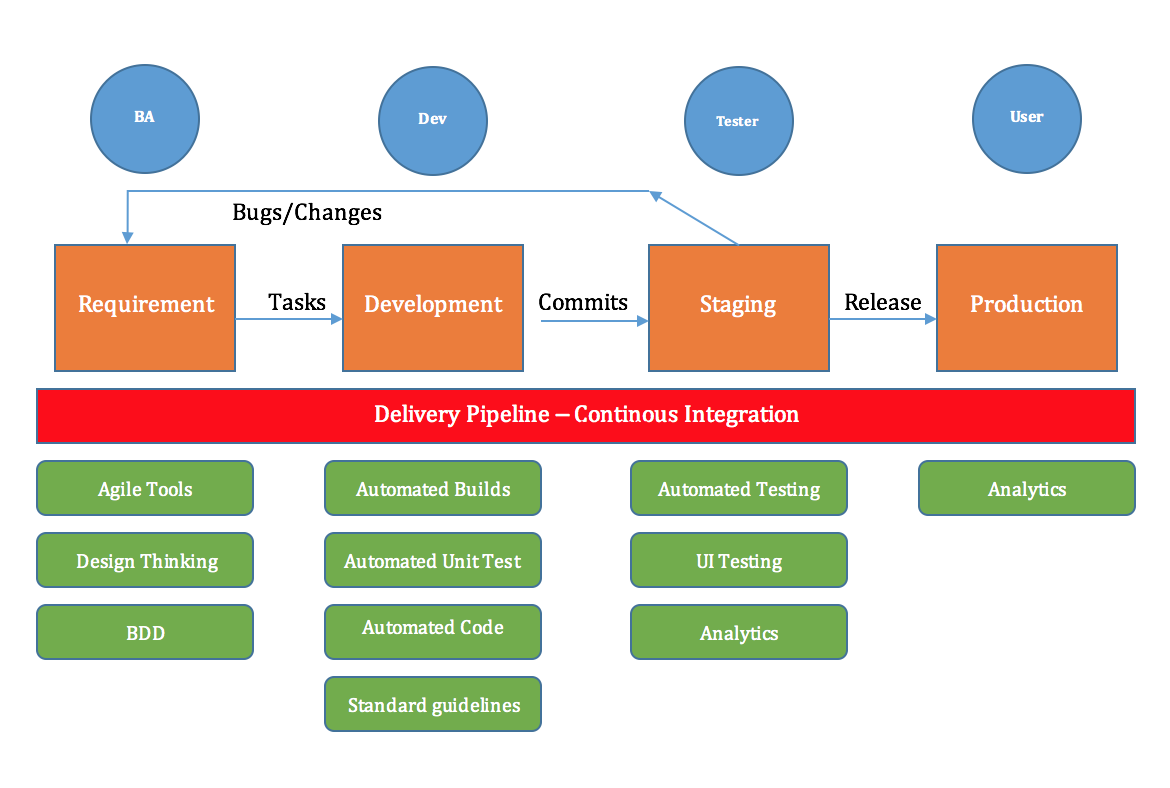 BA
Dev
Tester
User
Bugs/Changes
Requirement
Tasks
Development
Commits
Staging
Release
Production
Delivery Pipeline – Continous Integration
Agile Tools
Automated Builds
Automated Testing
Analytics
Design Thinking
Automated Unit Test
UI Testing
BDD
Automated Code
Analytics
Standard guidelines